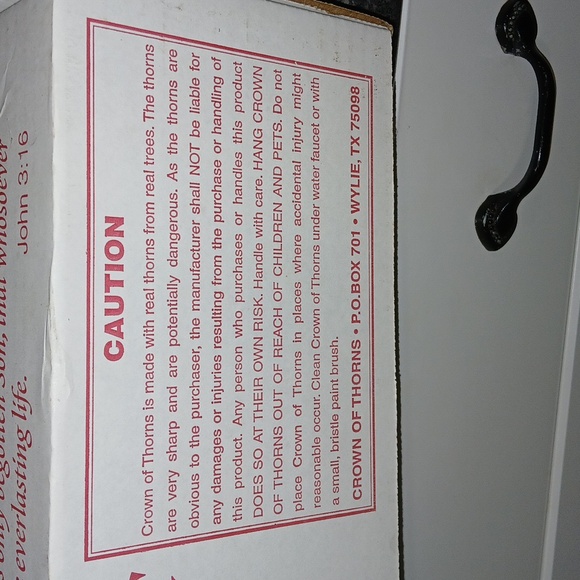 only begotten Son, that whosoever
everlasting life.
John 3:16
CAUTION
Crown of Thorns is made with real thorns from real trees. The thorns
are very sharp and are potentially dangerous. As the thorns are
obvious to the purchaser, the manufacturer shall NOT be liable for
any damages or injuries resulting from the purchase or handling of
this product. Any person who purchases or handles this product
DOES SO AT THEIR OWN RISK. Handle with care. HANG CROWN
OF THORNS OUT OF REACH OF CHILDREN AND PETS. Do not
place Crown of Thorns in places where accidental injury might
reasonable occur. Clean Crown of Thorns under water faucet or with
a small, bristle paint brush.
CROWN OF THORNS • P.O.BOX 701 • WYLIE, TX 75098